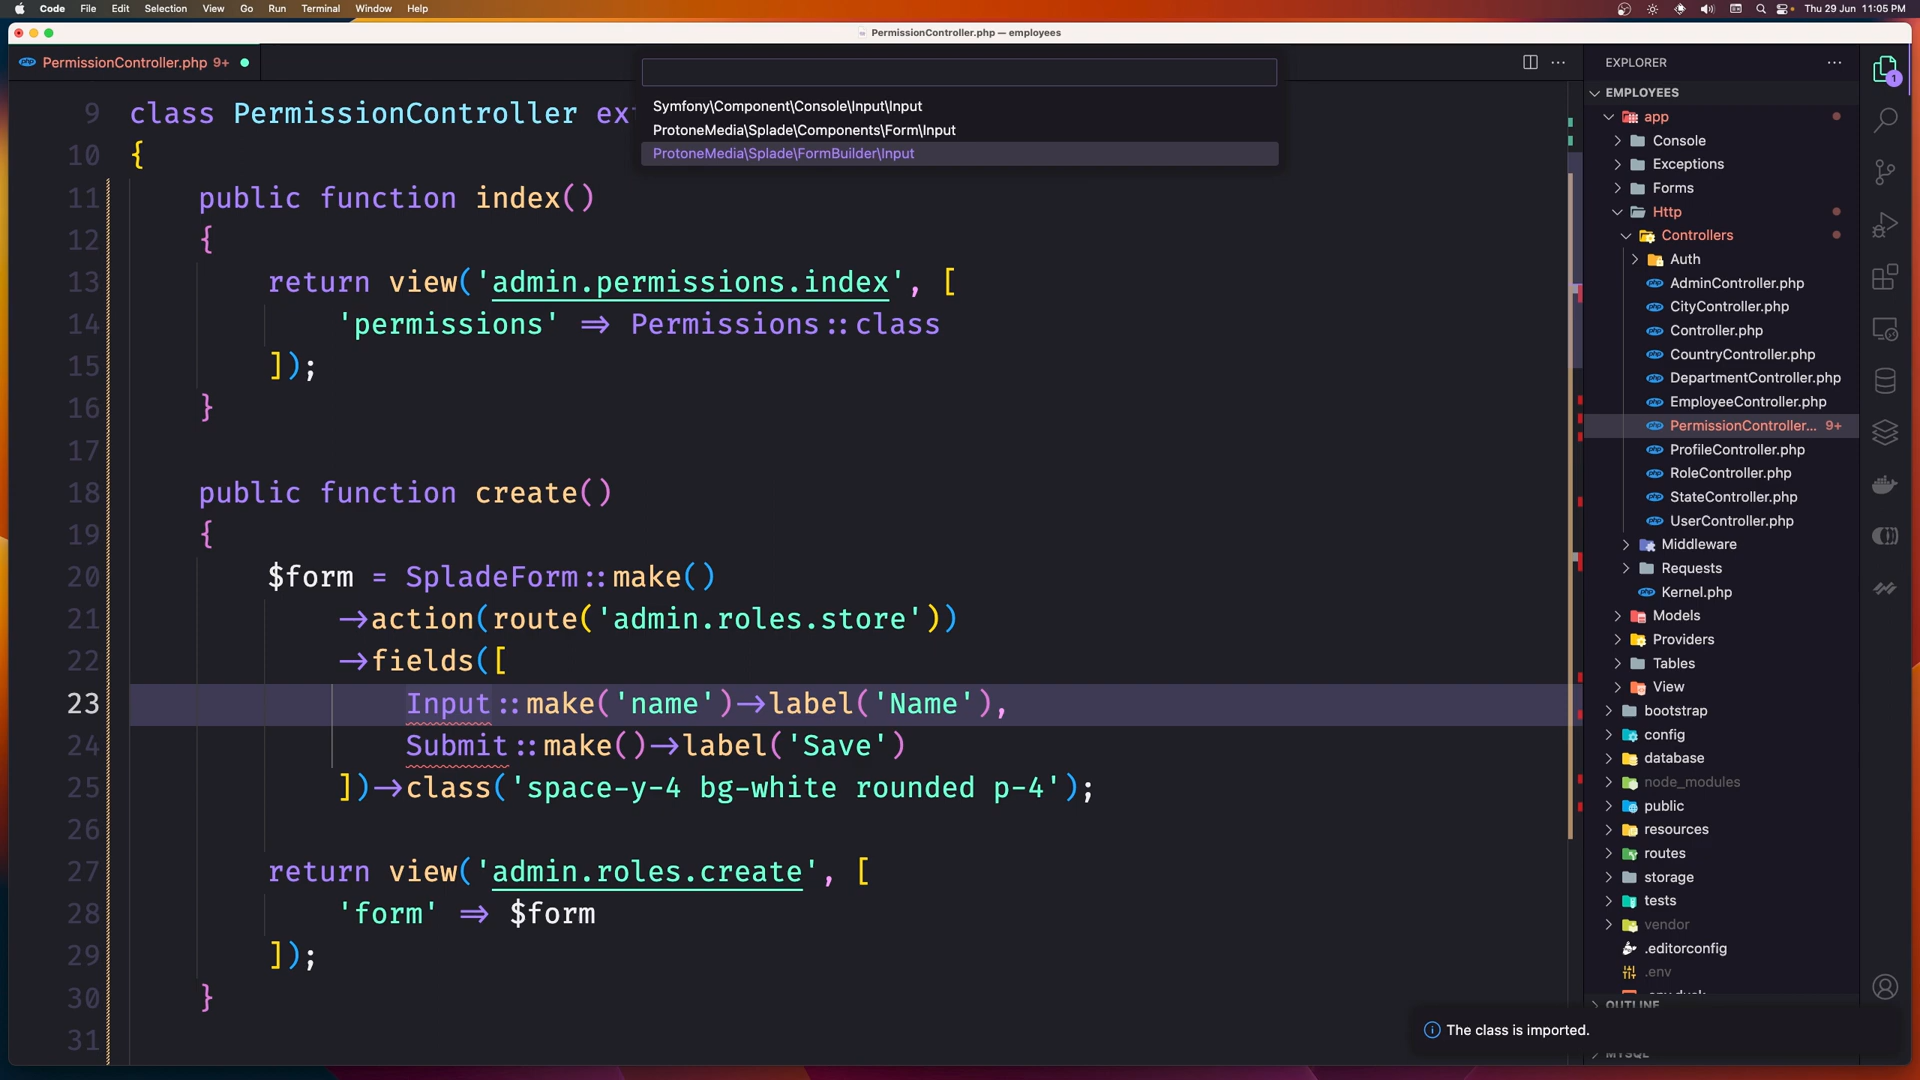 Code File Edit Selection View Go Run Terminal Window Help
Thu 29 Jun 11:05 PM
PermissionController.php — employees
PermissionController.php 9+
Symfony\Component\Console\Input\Input
ProtoneMedia\Splade\Components\Form\Input
ProtoneMedia\Splade\FormBuilder\Input
9 class PermissionController ext
10 {
11 public function index()
12 {
13 return view('admin.permissions.index', [
14 'permissions' => Permissions::class
15 ]);
16 }
17
18 public function create()
19 {
20 $form = SpladeForm::make()
21 ->action(route('admin.roles.store'))
22 ->fields([
23 Input::make('name')->label('Name'),
24 Submit::make()->label('Save')
25 ])->class('space-y-4 bg-white rounded p-4');
26
27 return view('admin.roles.create', [
28 'form' => $form
29 ]);
30 }
31
EXPLORER
EMPLOYEES
app
Console
Exceptions
Forms
Http
Controllers
Auth
AdminController.php
CityController.php
Controller.php
CountryController.php
DepartmentController.php
EmployeeController.php
PermissionController... 9+
ProfileController.php
RoleController.php
StateController.php
UserController.php
Middleware
Requests
Kernel.php
Models
Providers
Tables
View
bootstrap
config
database
node_modules
public
resources
routes
storage
tests
vendor
.editorconfig
.env
OUTLINE
The class is imported.
MYSQL
1